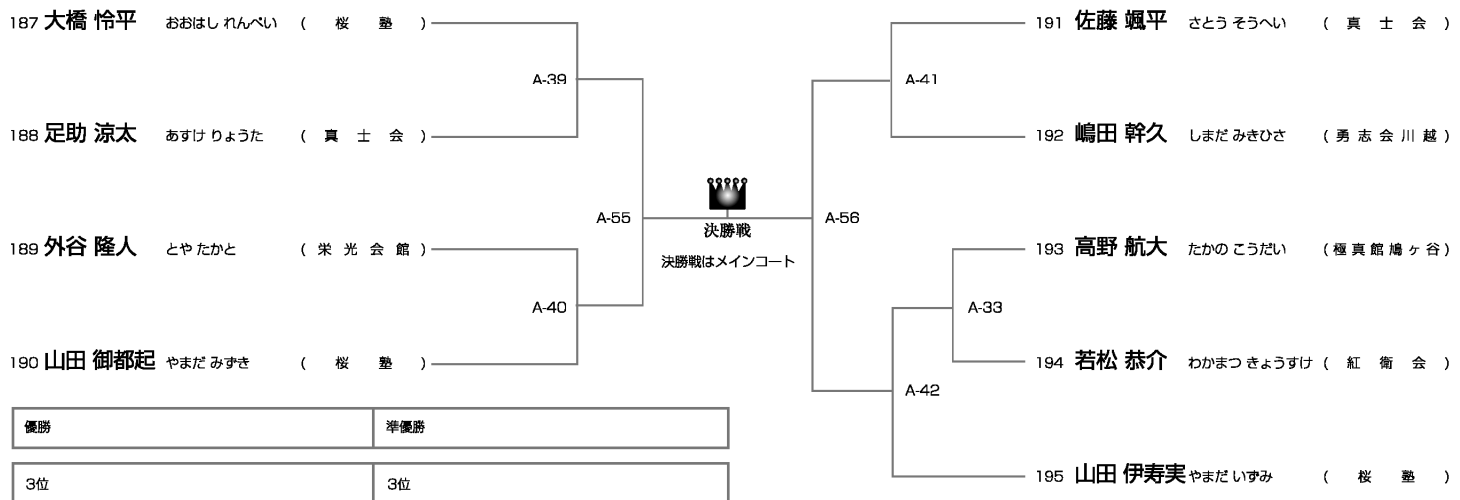 187 大橋 怜平 おおはし れんぺい ( 桜 塾 )
A-39
188 足助 涼太 あすけ りょうた ( 真 士 会 )
A-55
189 外谷 隆人 とや たかと ( 栄 光 会 館 )
A-40
190 山田 御都起 やまだ みずき ( 桜 塾 )
決勝戦
決勝戦はメインコート
191 佐藤 颯平 さとう そうへい ( 真 士 会 )
A-41
192 嶋田 幹久 しまだ みきひさ ( 勇 志 会 川 越 )
A-56
193 高野 航大 たかの こうだい ( 極 真 館 鳩 ヶ 谷 )
A-33
194 若松 恭介 わかまつ きょうすけ ( 紅 衛 会 )
A-42
195 山田 伊寿実 やまだ いずみ ( 桜 塾 )
優勝 準優勝
3位 3位